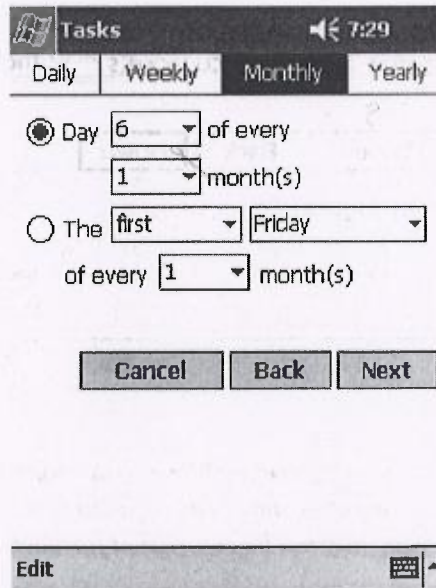 Tasks 7:29
Daily Weekly Monthly Yearly
Day 6 of every
1 month(s)
The first Friday
of every 1 month(s)
Cancel Back Next
Edit